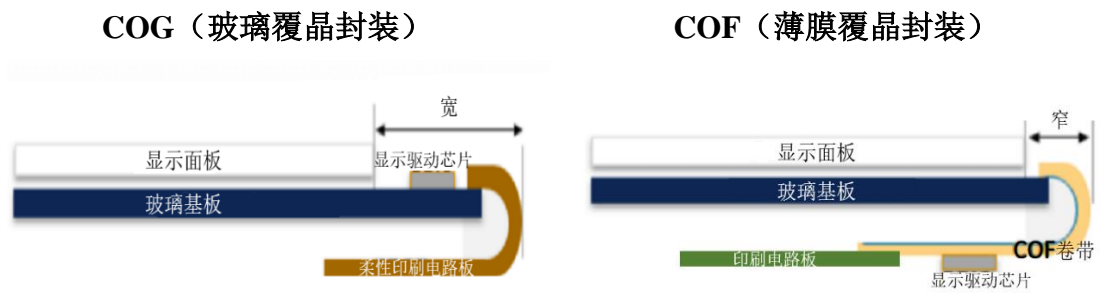 COG（玻璃覆晶封装）
宽
显示面板
显示驱动芯片
玻璃基板
柔性印刷电路板
COF（薄膜覆晶封装）
窄
显示面板
玻璃基板
COF卷带
印刷电路板
显示驱动芯片